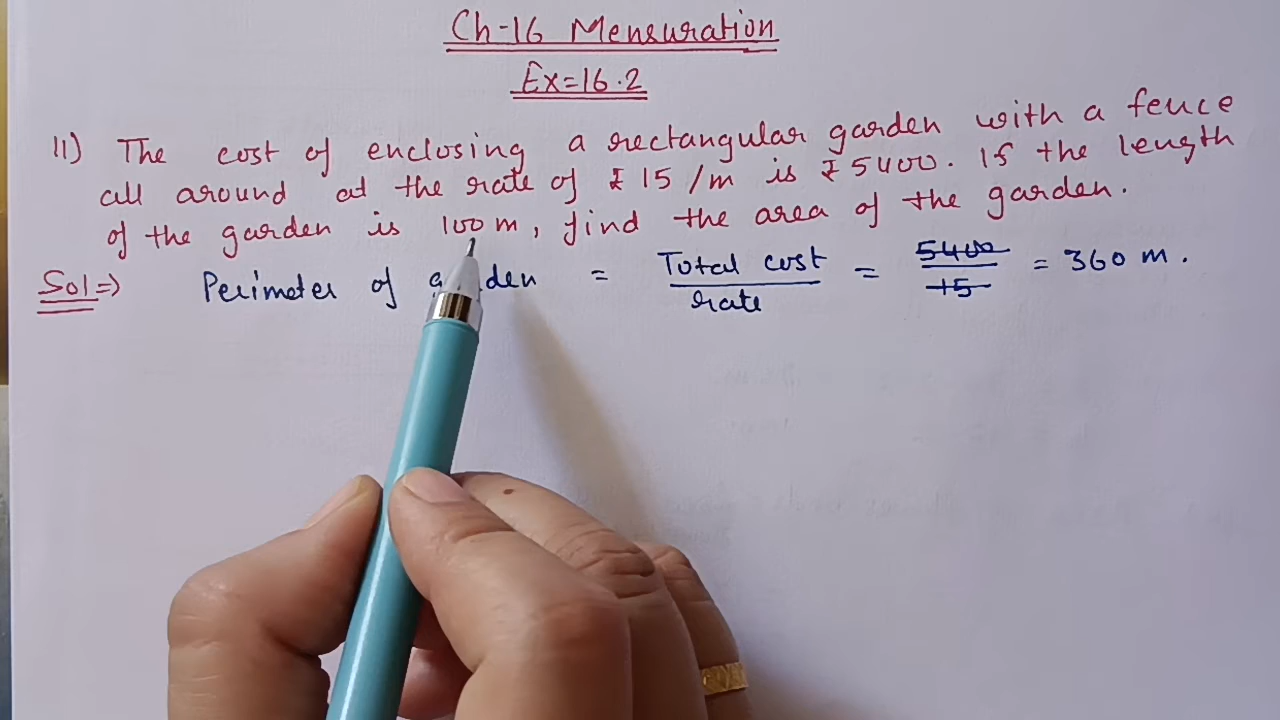 Ch-16 Mensuration
Ex=16.2
11) The cost of enclosing a rectangular garden with a fence
all around at the rate of ₹15/m is ₹5400. If the length
of the garden is 100m, find the area of the garden.
Sol=> Perimeter of garden = Total cost / rate = 5400 / 15 = 360 m.